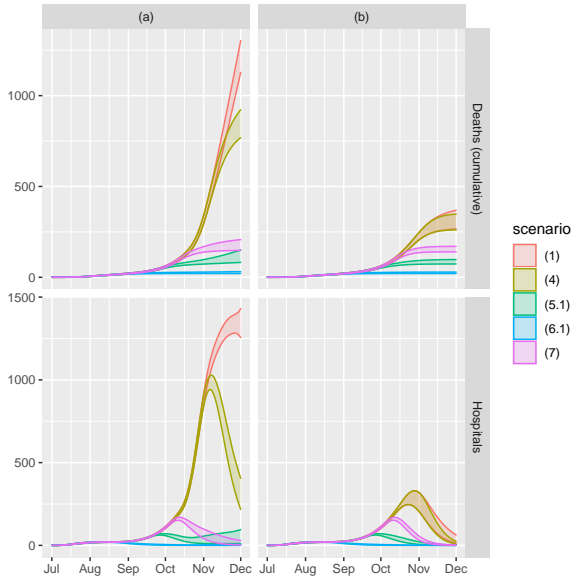 (a)
(b)
1000
500
0
Deaths (cumulative)
1500
1000
500
0
Hospitals
Jul Aug Sep Oct Nov Dec
Jul Aug Sep Oct Nov Dec
scenario
(1)
(4)
(5.1)
(6.1)
(7)